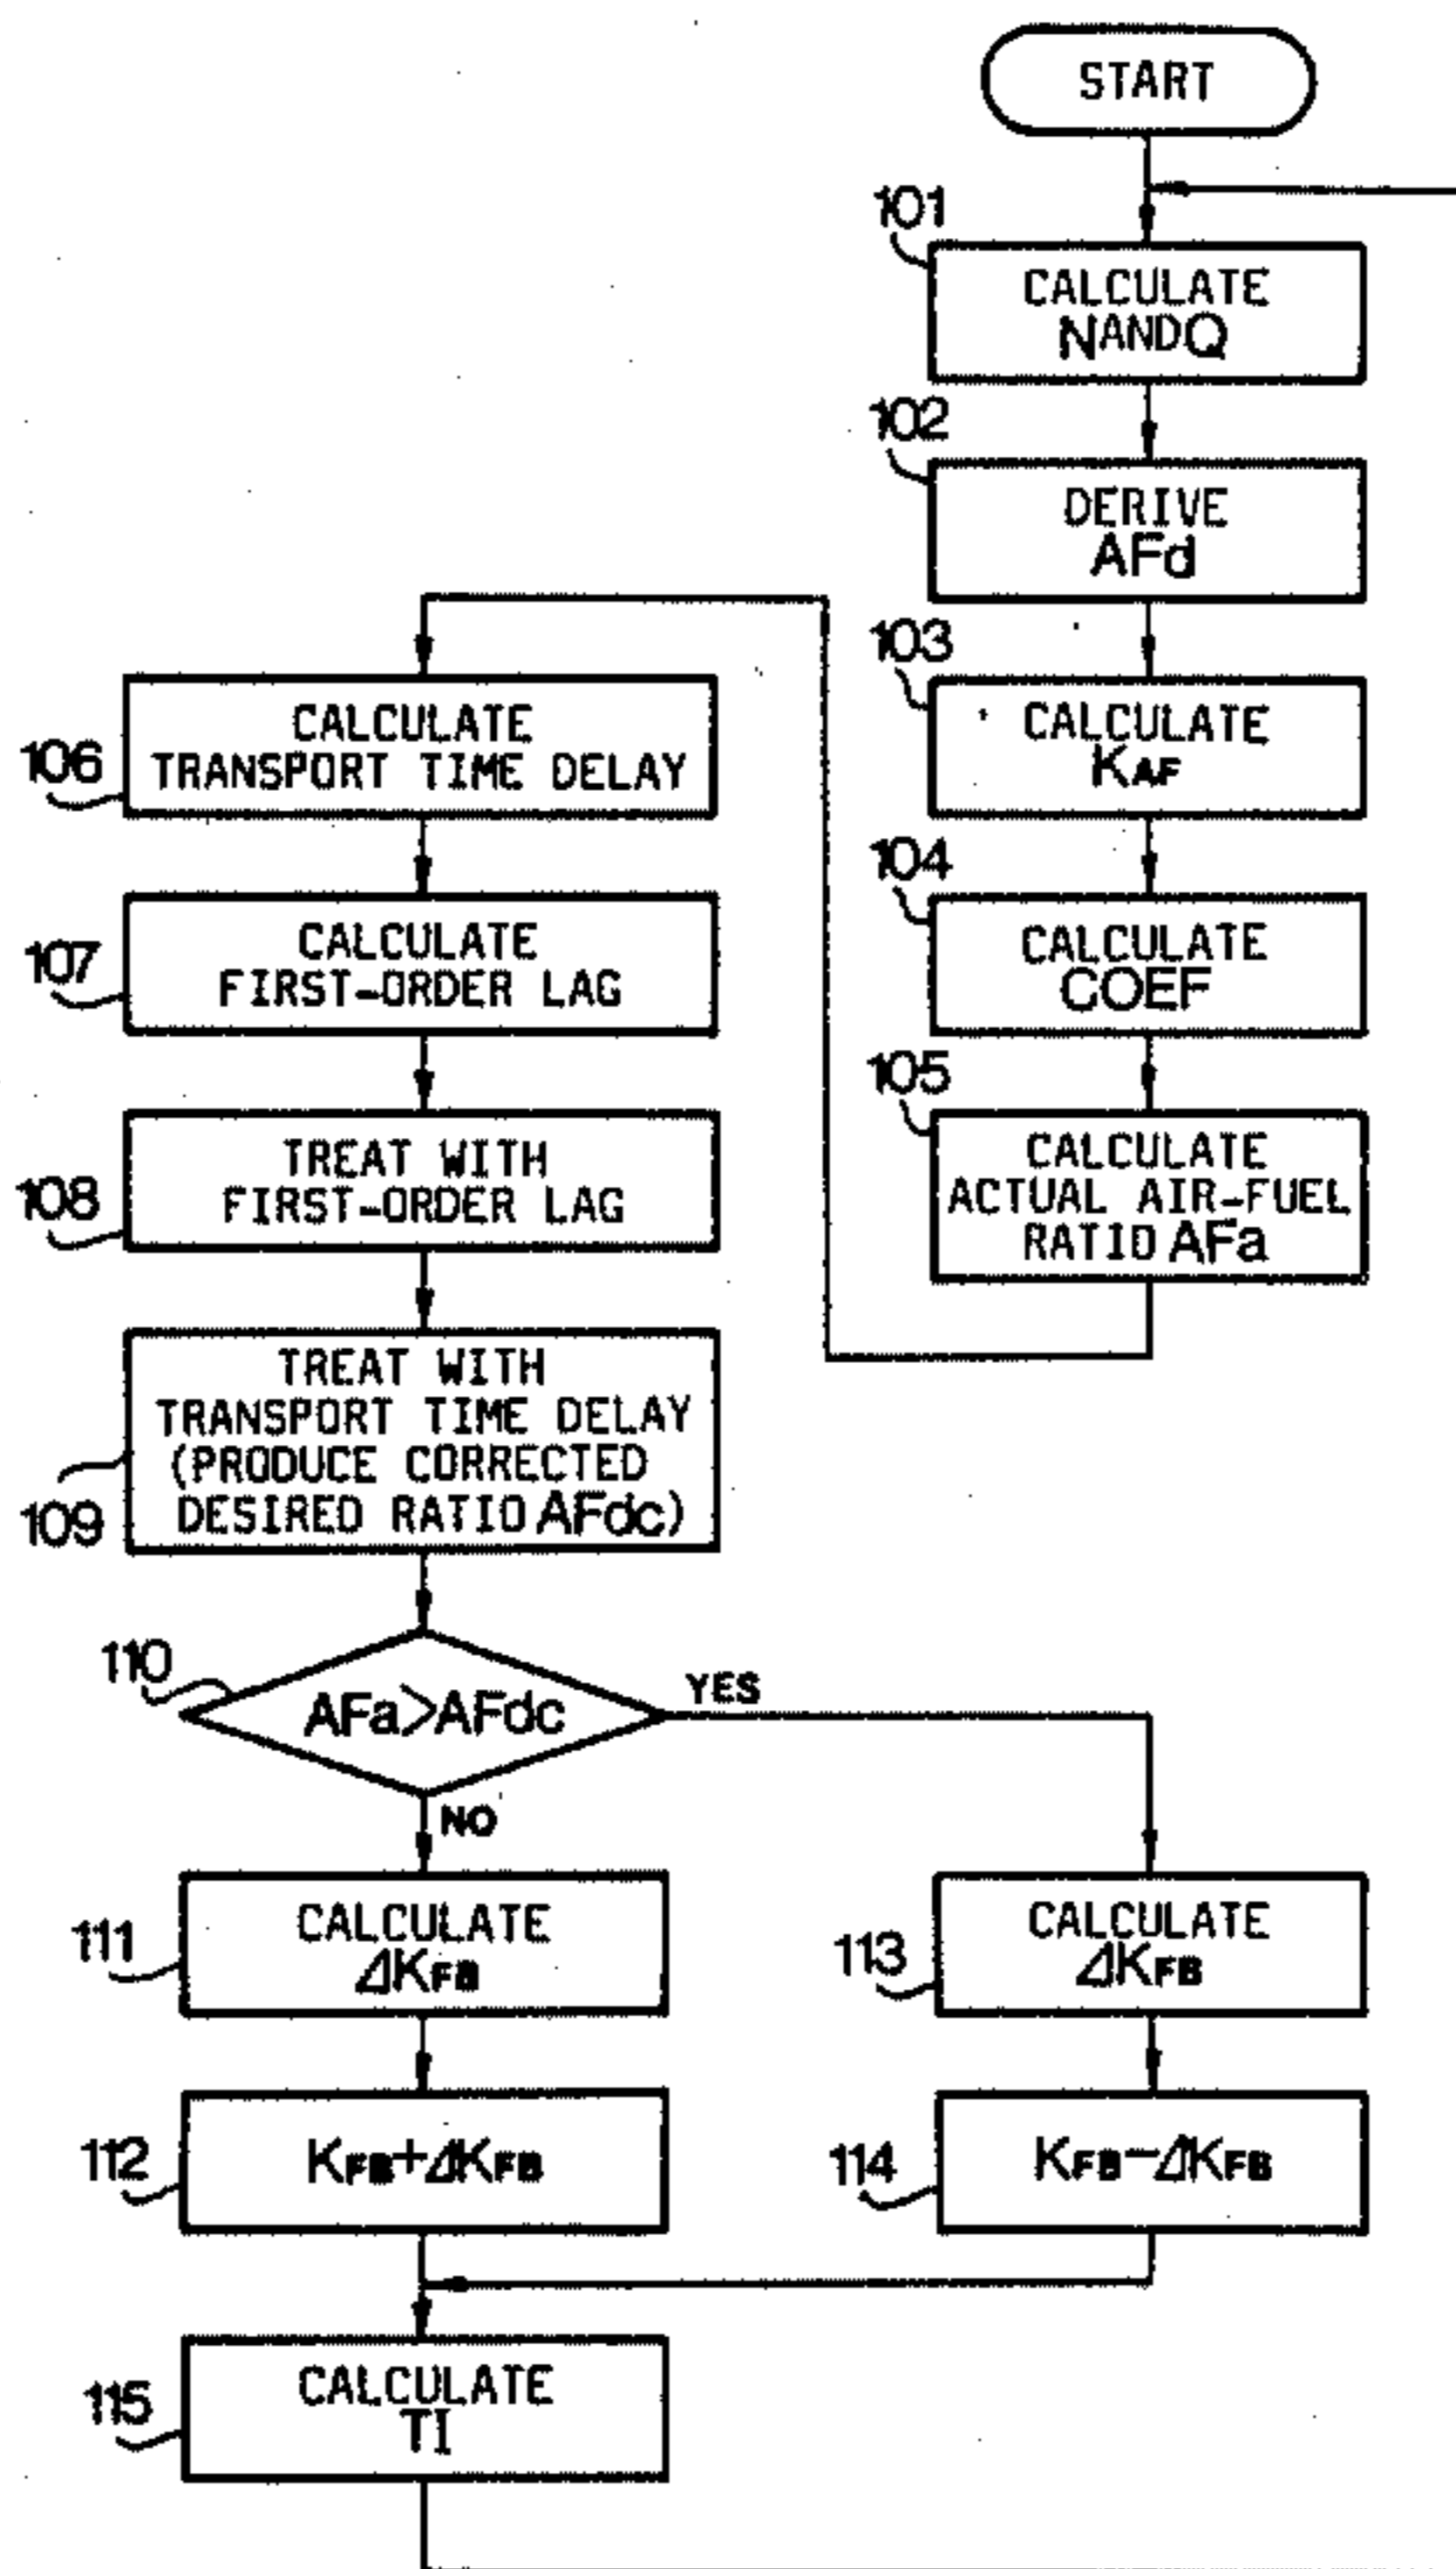 START
101
CALCULATE
N AND Q
102
DERIVE
AFd
103
CALCULATE
KAF
104
CALCULATE
COEF
105
CALCULATE
ACTUAL AIR-FUEL
RATIO AFa
106
CALCULATE
TRANSPORT TIME DELAY
107
CALCULATE
FIRST-ORDER LAG
108
TREAT WITH
FIRST-ORDER LAG
109
TREAT WITH
TRANSPORT TIME DELAY
(PRODUCE CORRECTED
DESIRED RATIO AFdc)
110
AFa>AFdc
YES
NO
111
CALCULATE
ΔKFB
112
KFB+ΔKFB
113
CALCULATE
ΔKFB
114
KFB-ΔKFB
115
CALCULATE
TI